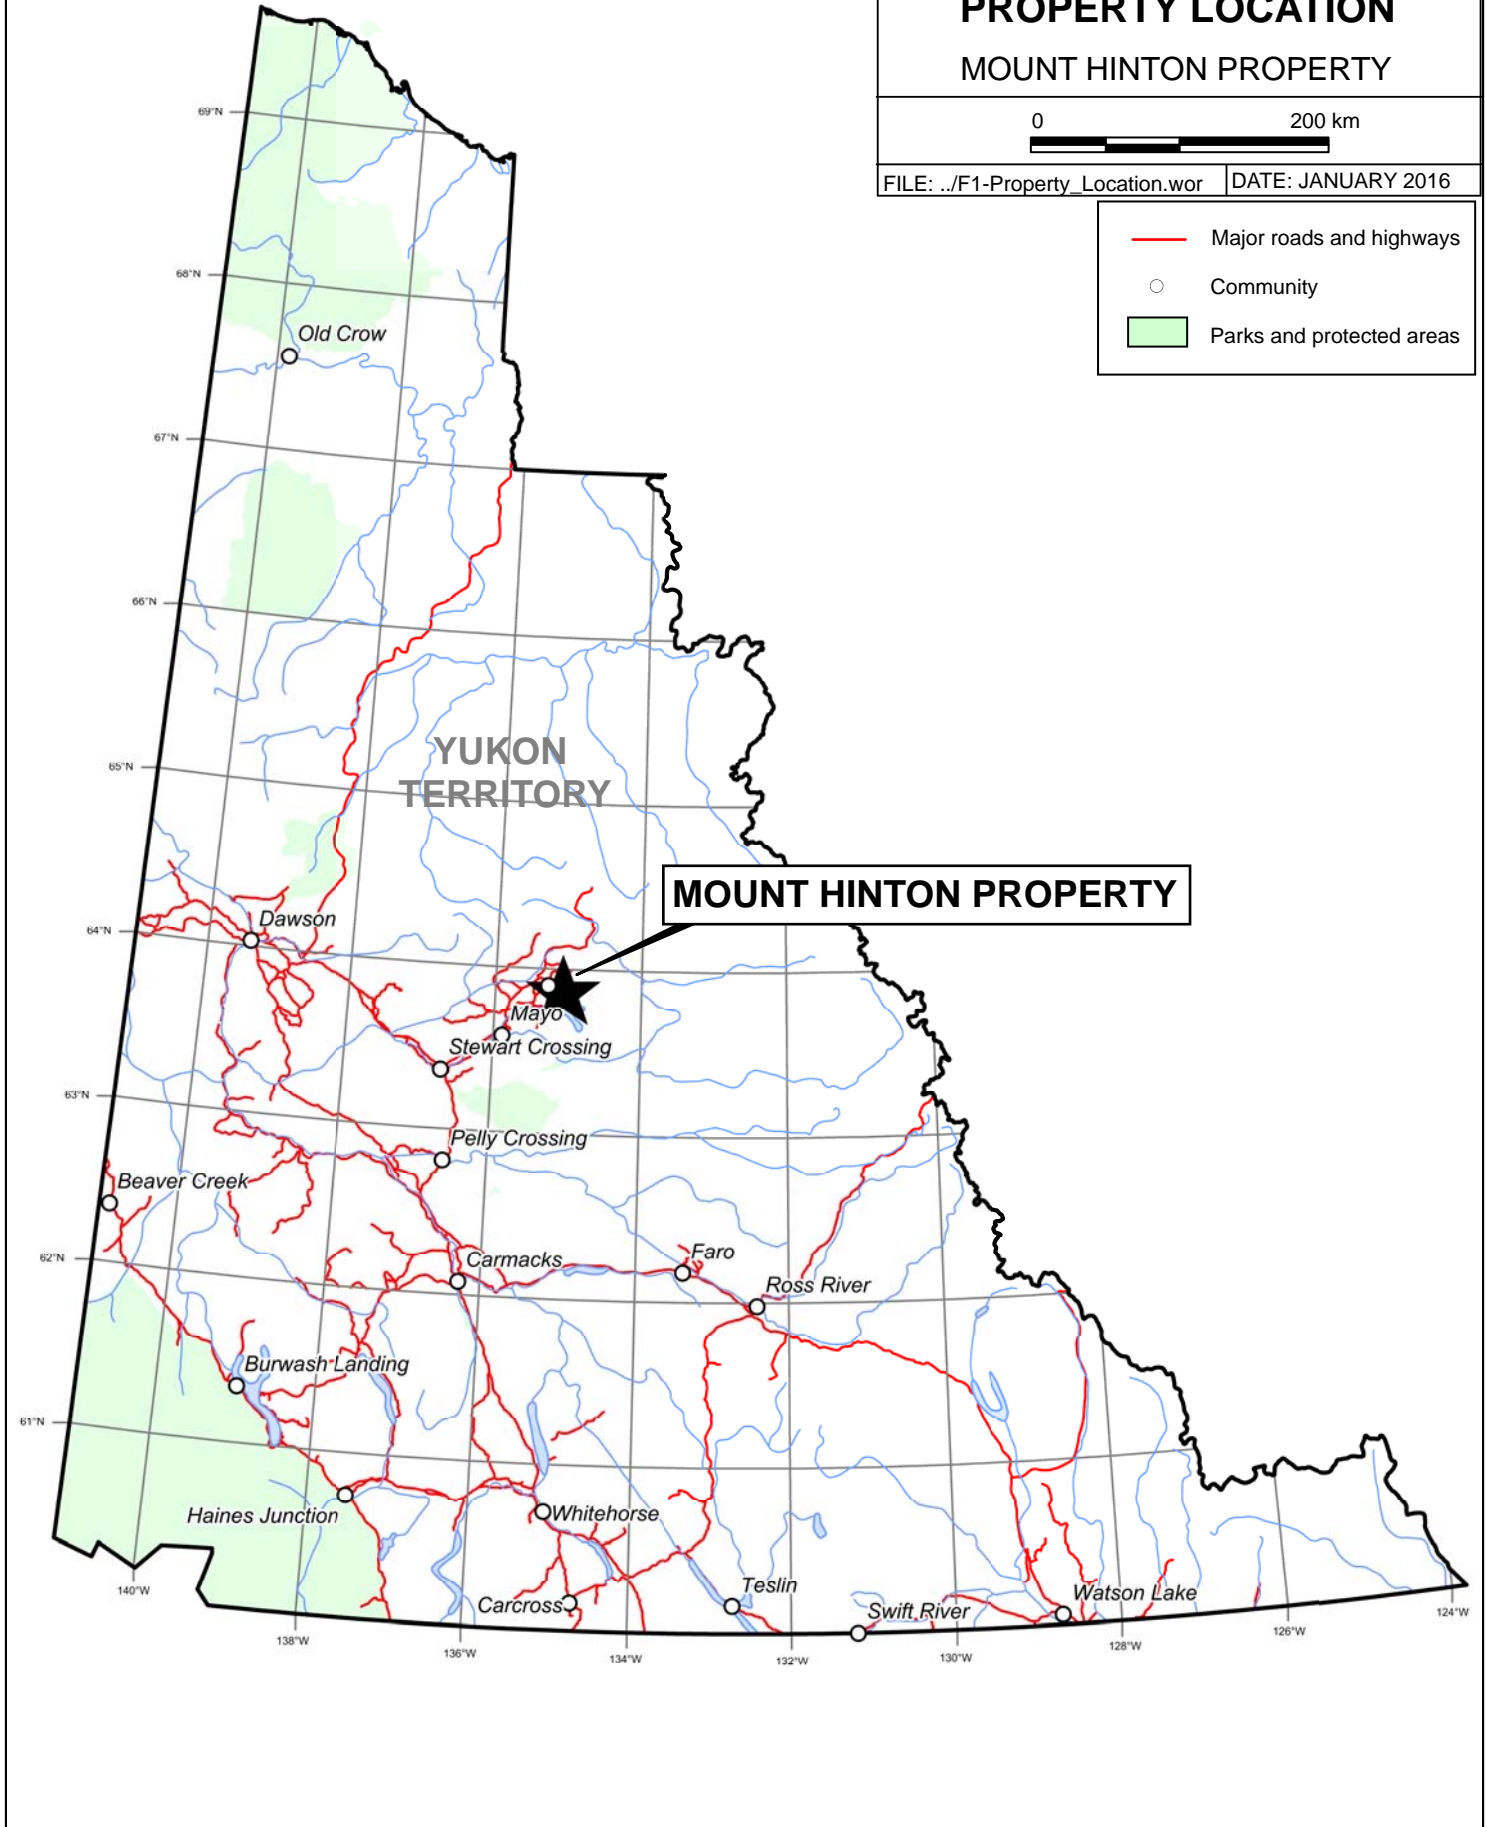 PROPERTY LOCATION
MOUNT HINTON PROPERTY
0 200 km
FILE: ../F1-Property_Location.wor DATE: JANUARY 2016
Major roads and highways
Community
Parks and protected areas
69°N
68°N
Old Crow
67°N
66°N
YUKON
TERRITORY
65°N
MOUNT HINTON PROPERTY
Dawson
64°N
Mayo
Stewart Crossing
63°N
Pelly Crossing
Beaver Creek
62°N
Carmacks
Faro
Ross River
Burwash Landing
61°N
Haines Junction
Whitehorse
Teslin
Carcross
Swift River
Watson Lake
140°W
138°W
136°W
134°W
132°W
130°W
128°W
126°W
124°W